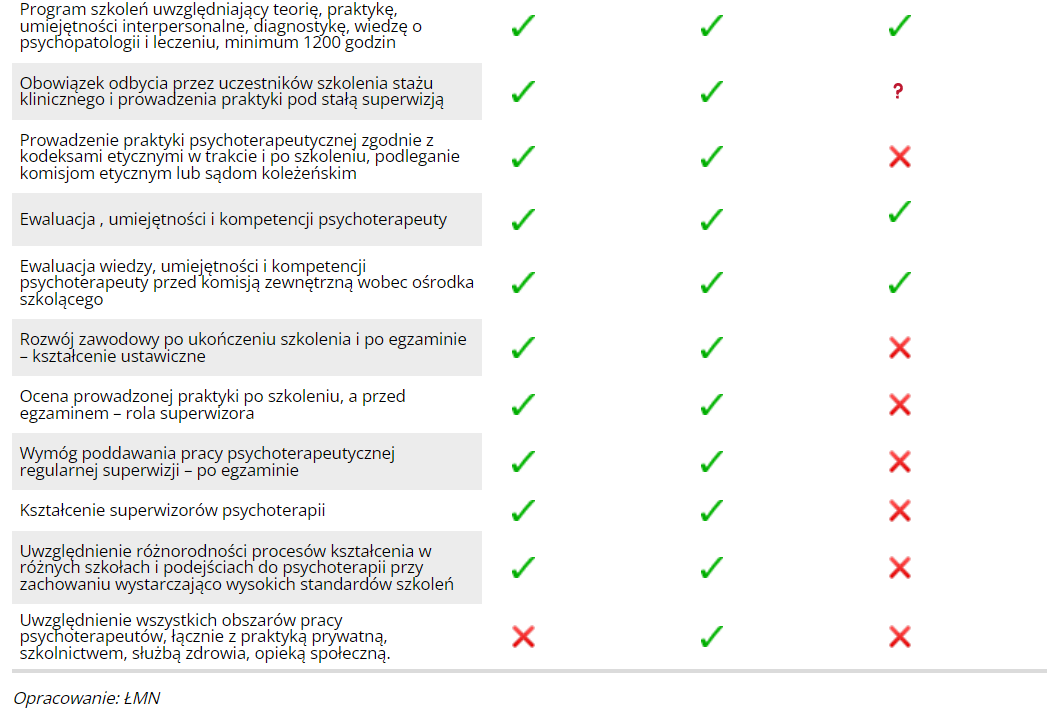 Program szkoleń uwzględniający teorię, praktykę,
umiejętności interpersonalne, diagnostykę, wiedzę o
psychopatologii i leczeniu, minimum 1200 godzin
Obowiązek odbycia przez uczestników szkolenia stażu
klinicznego i prowadzenia praktyki pod stałą superwizją
?
Prowadzenie praktyki psychoterapeutycznej zgodnie z
kodeksami etycznymi w trakcie i po szkoleniu, podleganie
komisjom etycznym lub sądom koleżeńskim
Ewaluacja , umiejętności i kompetencji psychoterapeuty
Ewaluacja wiedzy, umiejętności i kompetencji
psychoterapeuty przed komisją zewnętrzną wobec ośrodka
szkolącego
Rozwój zawodowy po ukończeniu szkolenia i po egzaminie
– kształcenie ustawiczne
Ocena prowadzonej praktyki po szkoleniu, a przed
egzaminem – rola superwizora
Wymóg poddawania pracy psychoterapeutycznej
regularnej superwizji – po egzaminie
Kształcenie superwizorów psychoterapii
Uwzględnienie różnorodności procesów kształcenia w
różnych szkołach i podejściach do psychoterapii przy
zachowaniu wystarczająco wysokich standardów szkoleń
Uwzględnienie wszystkich obszarów pracy
psychoterapeutów, łącznie z praktyką prywatną,
szkolnictwem, służbą zdrowia, opieką społeczną.
Opracowanie: ŁMN